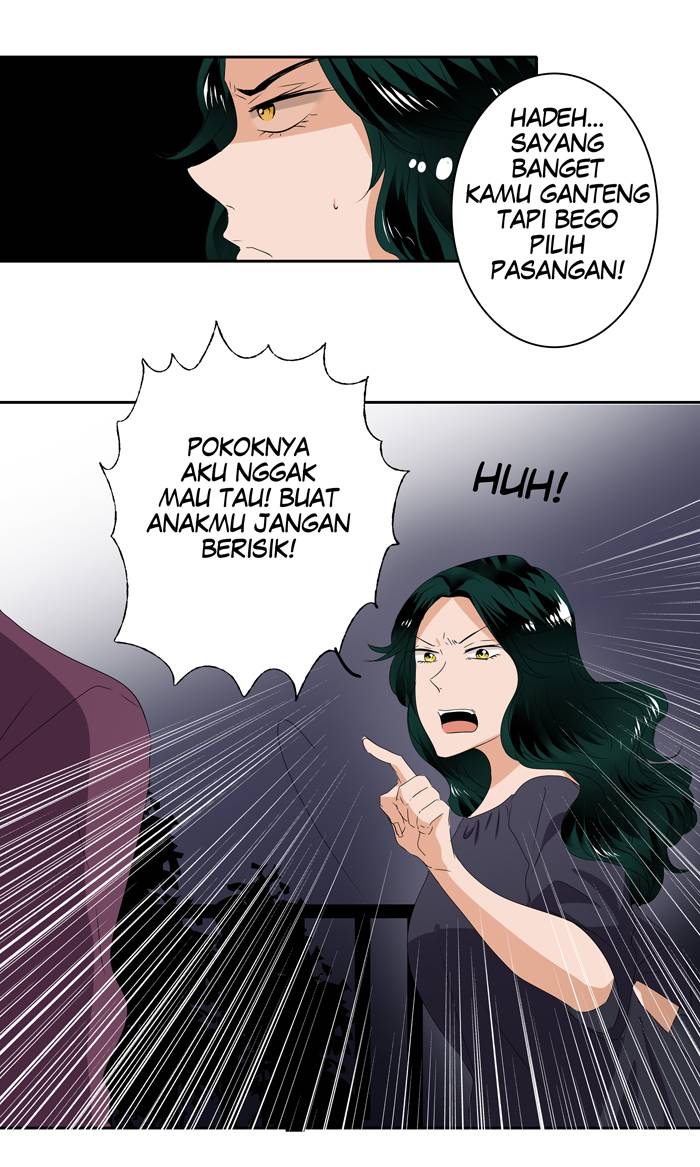 HADEH...
SAYANG
BANGET
KAMU GANTENG
TAPI BEGO
PILIH
PASANGAN!
POKOKNYA
AKU NGGAK
MAU TAU! BUAT
ANAKMU JANGAN
BERISIK!
HUH!